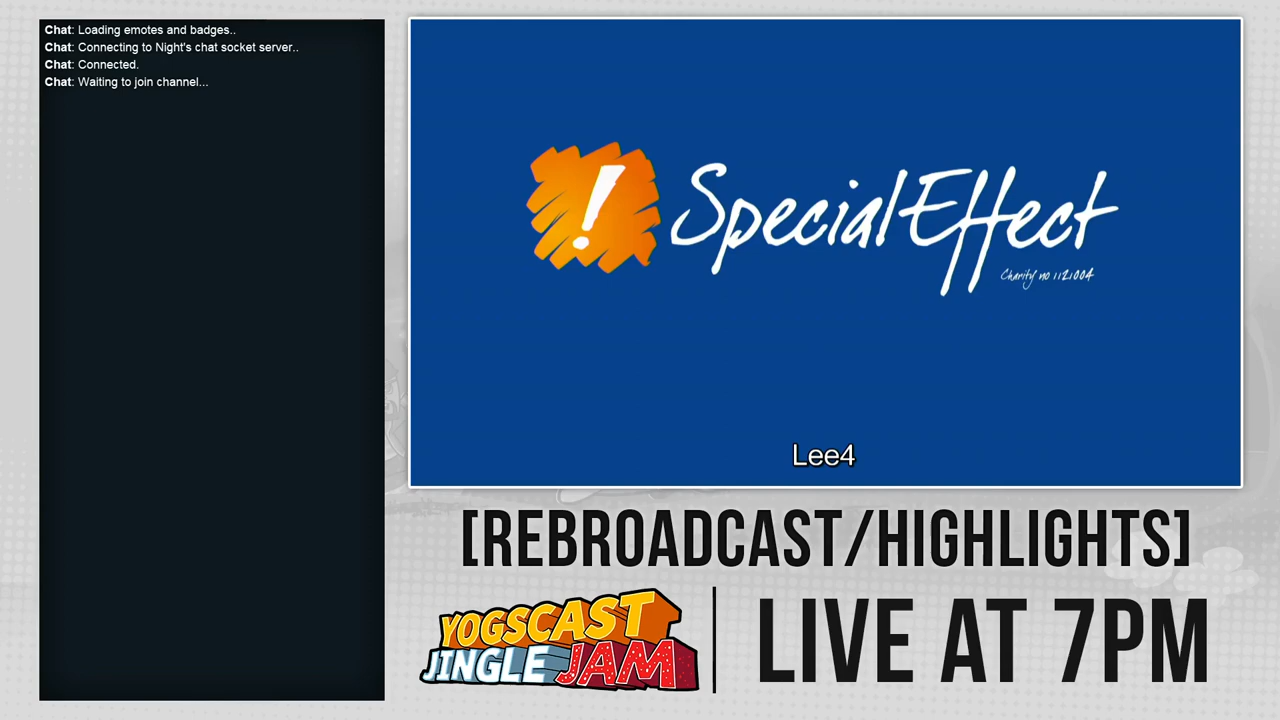 Chat: Loading emotes and badges..
Chat: Connecting to Night's chat socket server..
Chat: Connected.
Chat: Waiting to join channel...
! SpecialEffect
Charity no 1121004
Lee4
[REBROADCAST/HIGHLIGHTS]
YOGSCAST
JINGLE JAM
LIVE AT 7PM